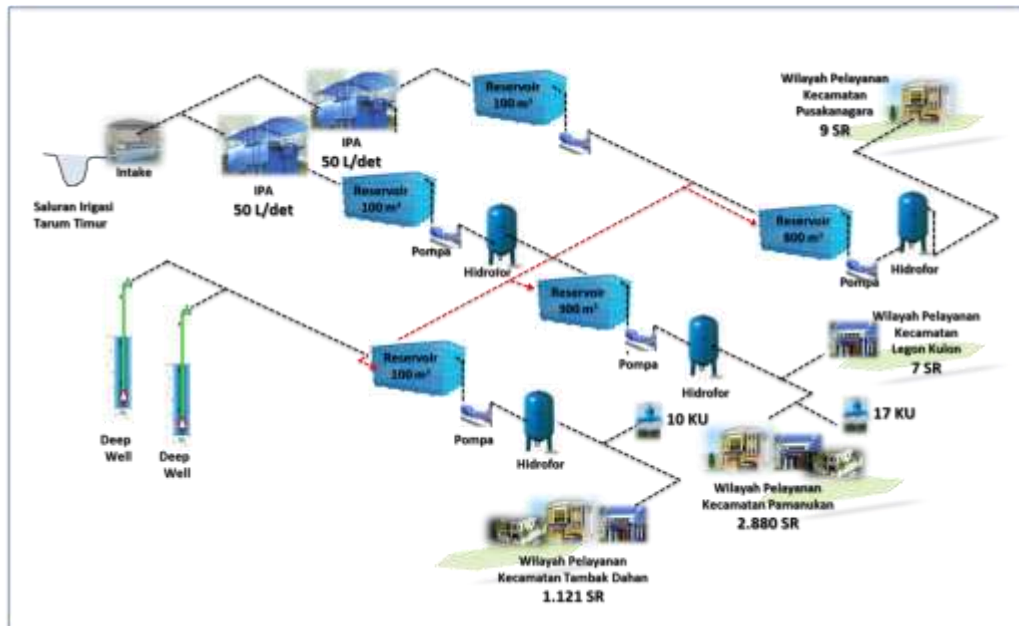 Wilayah Pelayanan
Kecamatan
Pusakanagara
9 SR
Reservoir
100 m³
IPA
50 L/det
Intake
IPA
50 L/det
Saluran Irigasi
Tarum Timur
Reservoir
100 m³
Pompa
Hidrofor
Reservoir
800 m³
Pompa
Hidrofor
Reservoir
300 m³
Pompa
Hidrofor
Wilayah Pelayanan
Kecamatan
Legon Kulon
7 SR
Reservoir
100 m³
Pompa
Hidrofor
10 KU
17 KU
Deep
Well
Deep
Well
Wilayah Pelayanan
Kecamatan Pamanukan
2.880 SR
Wilayah Pelayanan
Kecamatan Tambak Dahan
1.121 SR